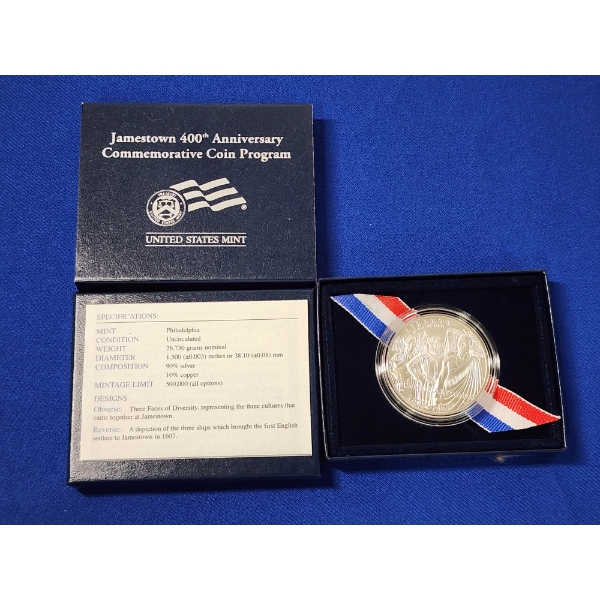 Jamestown 400th Anniversary
Commemorative Coin Program
UNITED STATES MINT
SPECIFICATIONS:
MINT Philadelphia
CONDITION Uncirculated
WEIGHT 26.730 grams nominal
DIAMETER 1.500 (±0.003) inches or 38.10 (±0.08) mm
COMPOSITION 90% silver
10% copper
MINTAGE LIMIT 500,000 (all options)
DESIGNS
Obverse: Three Faces of Diversity, representing the three cultures that
came together at Jamestown.
Reverse: A depiction of the three ships which brought the first English
settlers to Jamestown in 1607.